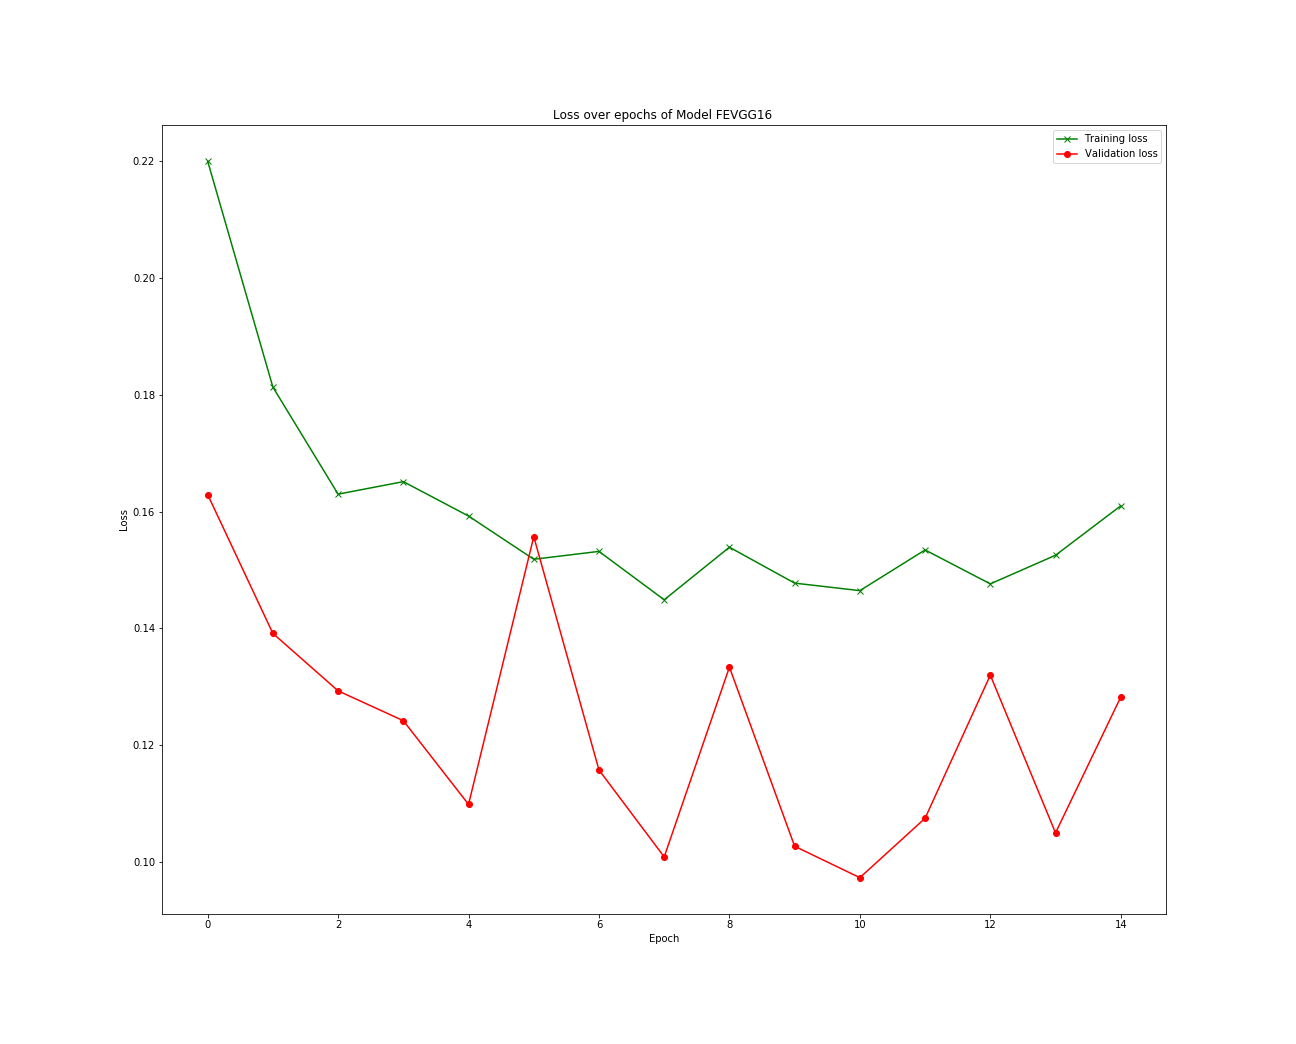 Loss over epochs of Model FEVGG16
Training loss
Validation loss
0.22
0.20
0.18
0.16
0.14
0.12
0.10
Loss
0 2 4 6 8 10 12 14
Epoch